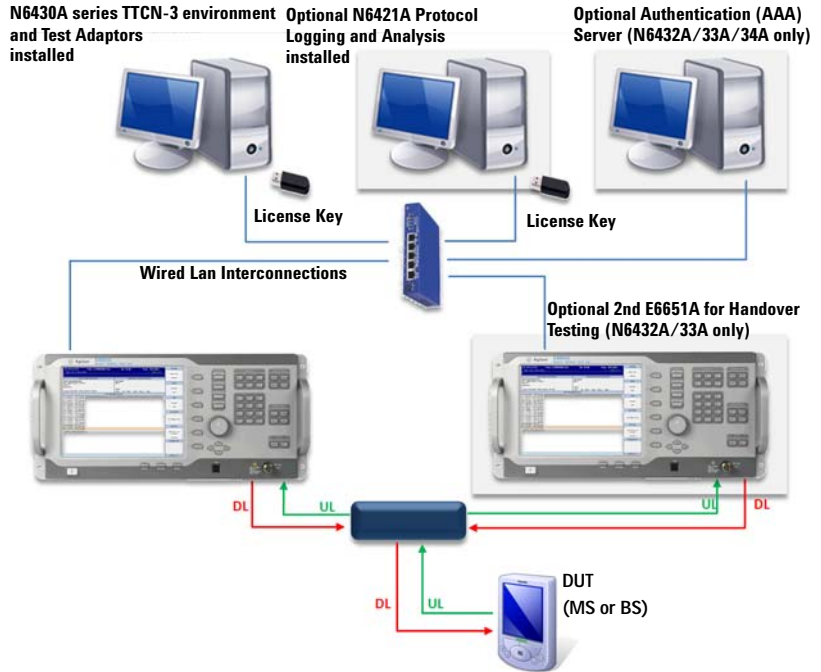 N6430A series TTCN-3 environment
and Test Adaptors
installed
Optional N6421A Protocol
Logging and Analysis
installed
Optional Authentication (AAA)
Server (N6432A/33A/34A only)
License Key
License Key
Wired Lan Interconnections
Optional 2nd E6651A for Handover
Testing (N6432A/33A only)
DL
UL
UL
DL
DL
UL
DUT
(MS or BS)